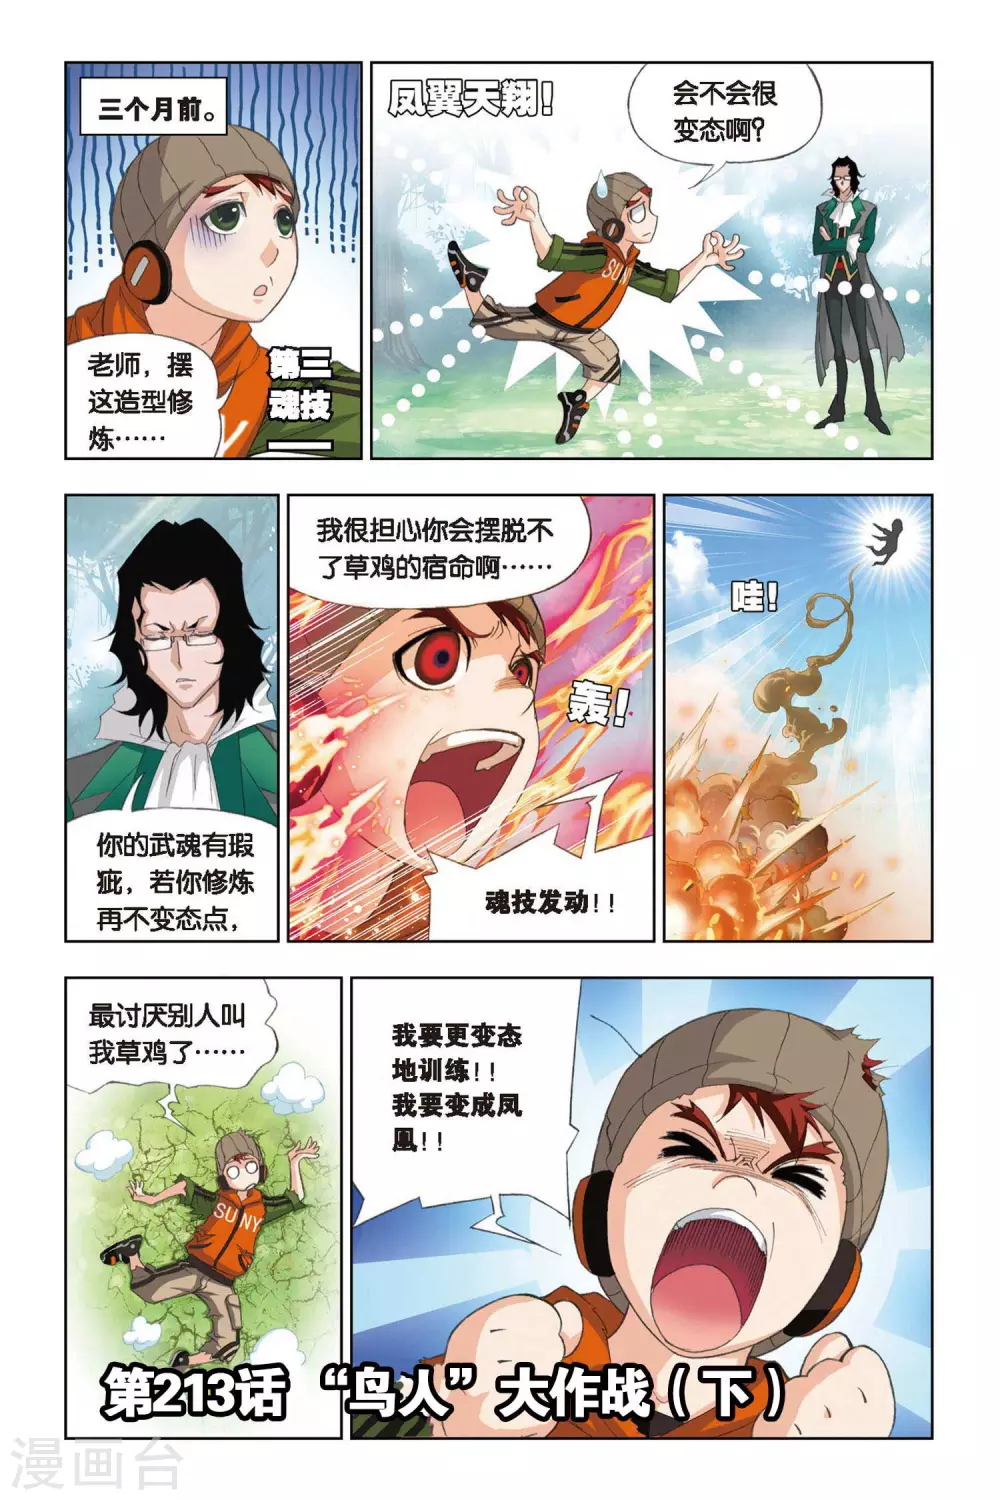 三个月前。
老师，摆
这造型修
炼……
第三
魂技
——
凤翼天翔！
会不会很
变态啊？
SUNY
你的武魂有瑕
疵，若你修炼
再不变态点，
我很担心你会摆脱不
了草鸡的宿命啊……
轰！
魂技发动！！
哇！
最讨厌别人叫
我草鸡了……
SUNY
我要更变态
地训练！！
我要变成凤
凰！！
第213话 “鸟人”大作战（下）
漫画台